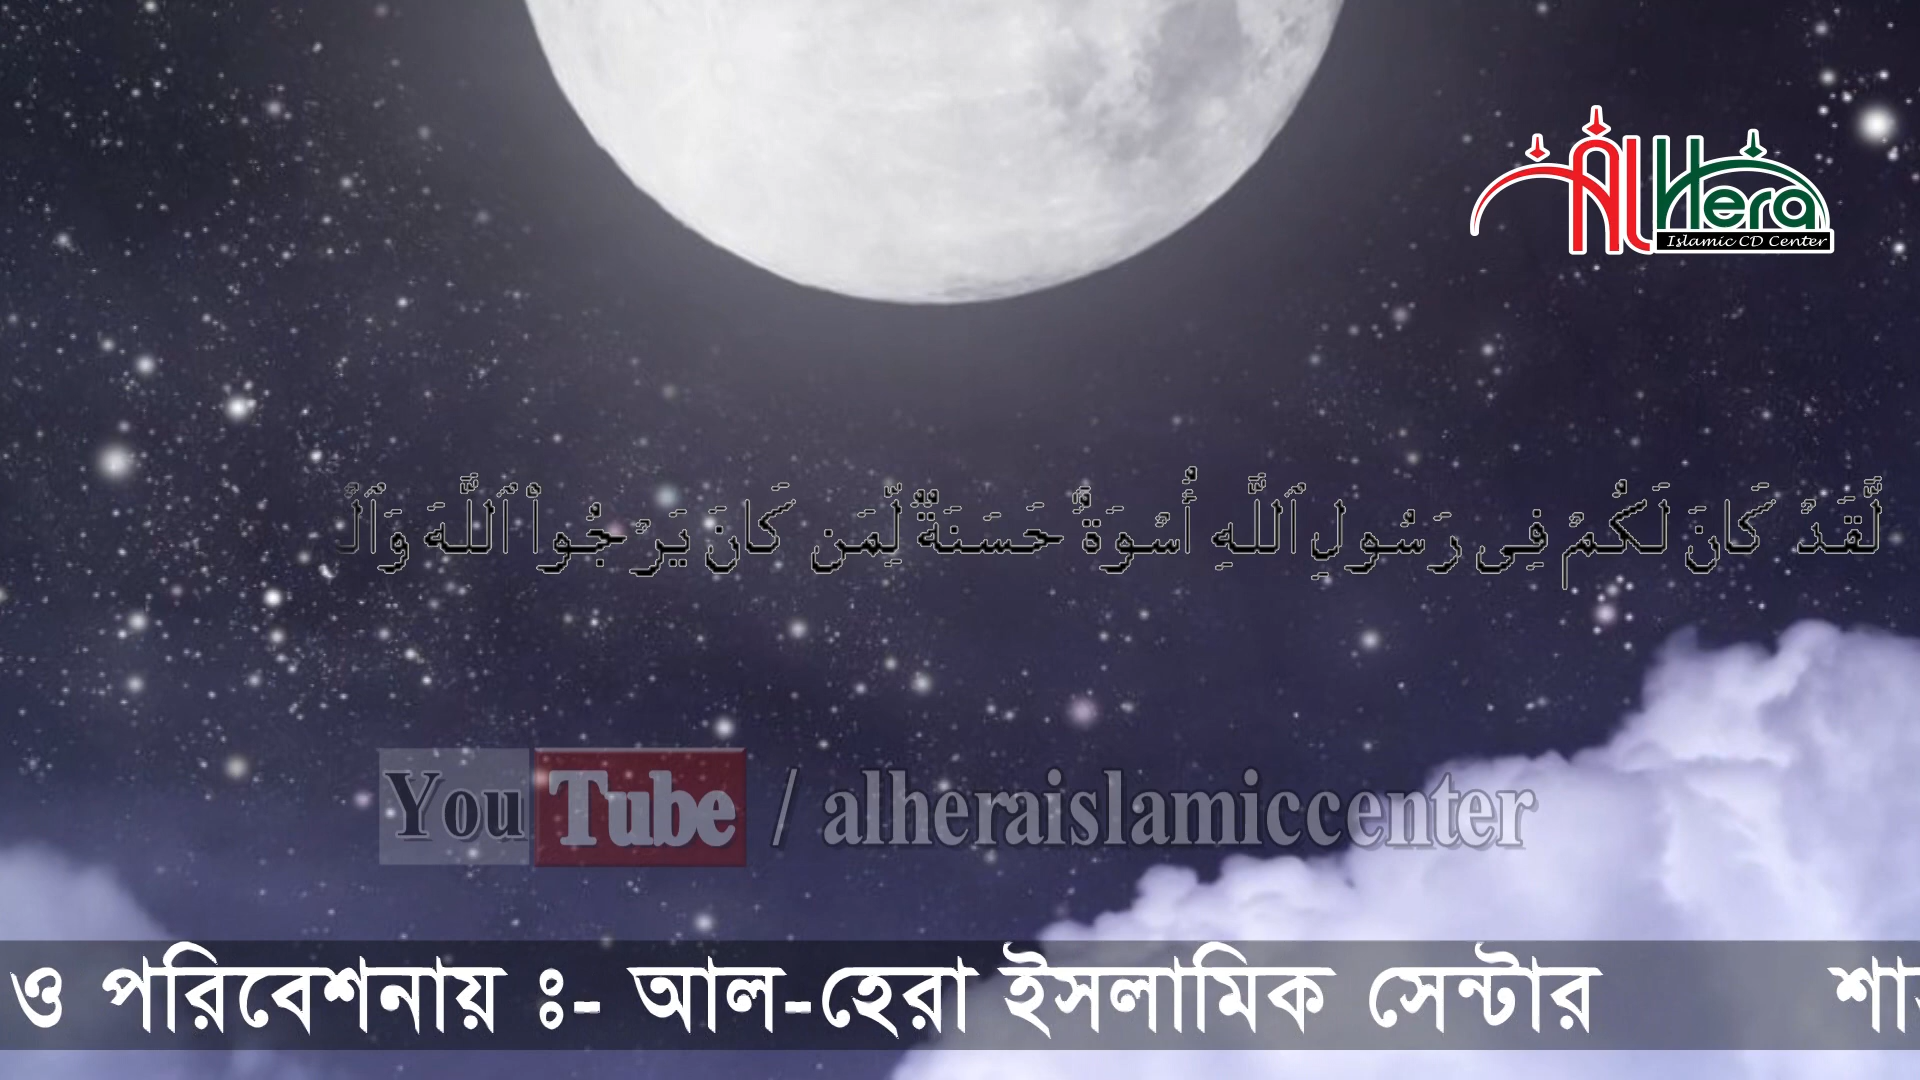 Al Hera
Islamic CD Center
لَّقَدْ كَانَ لَكُمْ فِى رَسُولِ ٱللَّهِ أُسْوَةٌ حَسَنَةٌ لِّمَن كَانَ يَرْجُوا۟ ٱللَّهَ
YouTube / alheraislamiccenter
ও পরিবেশনায় ঃ- আল-হেরা ইসলামিক সেন্টার